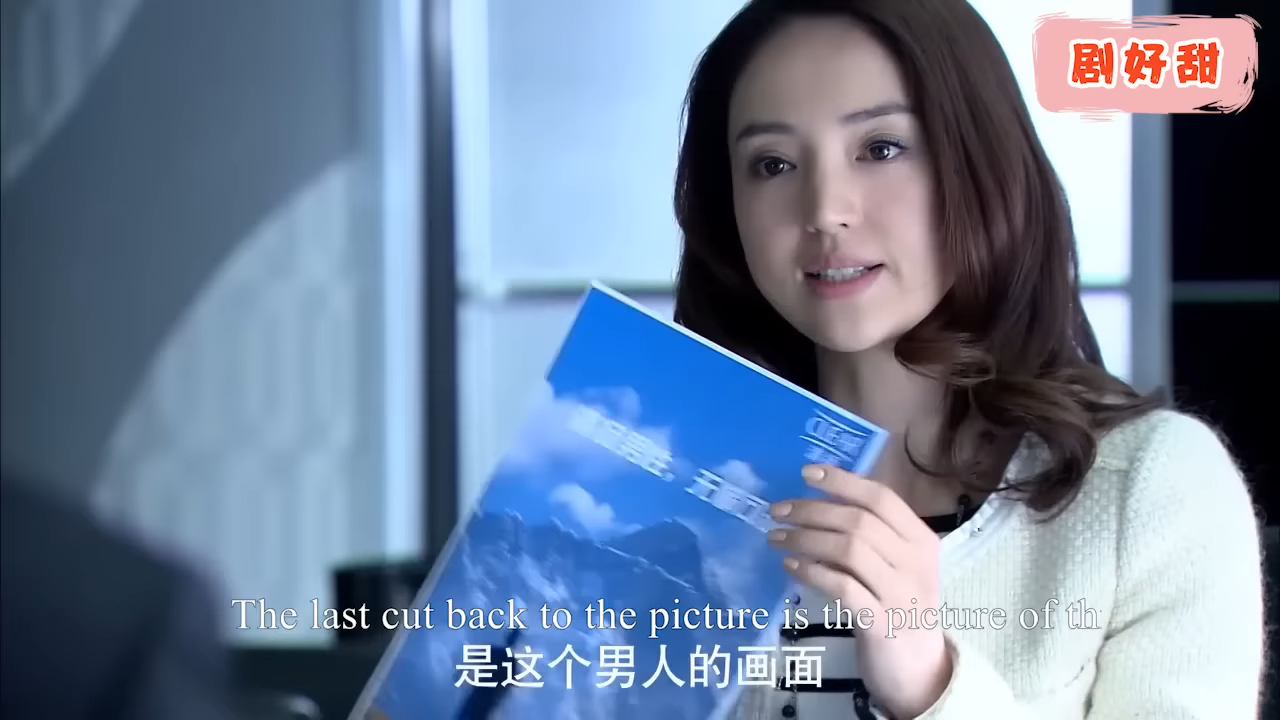 剧好甜
The last cut back to the picture is the picture of th
是这个男人的画面